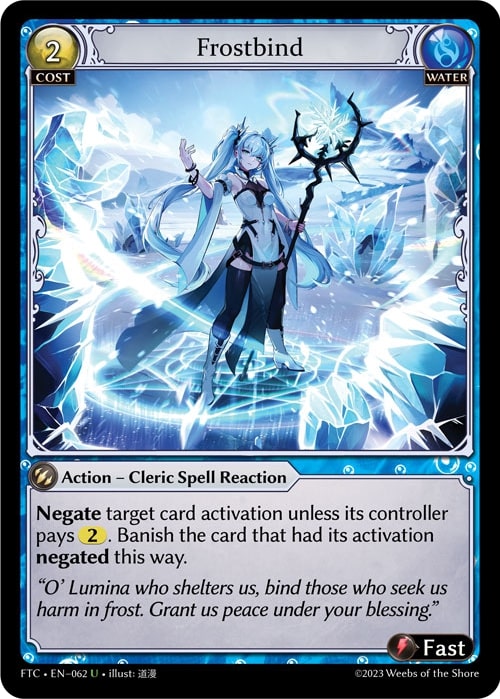 2
Frostbind
COST
WATER
Action – Cleric Spell Reaction
Negate target card activation unless its controller
pays 2. Banish the card that had its activation
negated this way.
“O’ Lumina who shelters us, bind those who seek us
harm in frost. Grant us peace under your blessing.”
Fast
FTC • EN-062 U • illust: 道漫
©2023 Weebs of the Shore